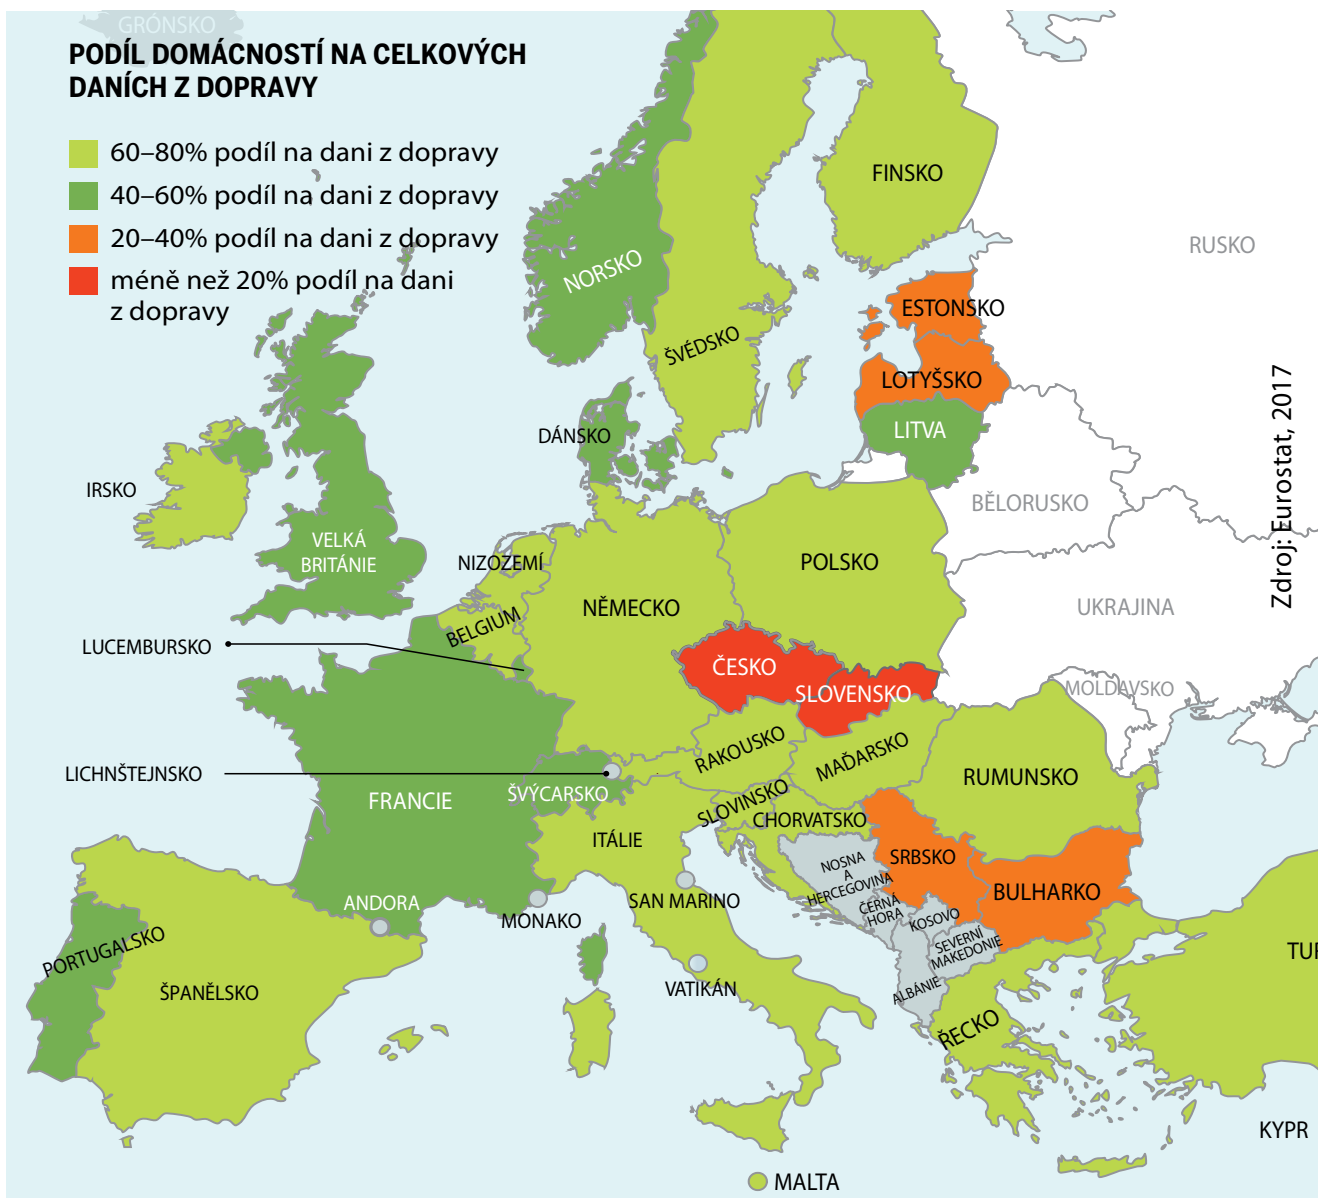 GRÓNSKO
PODÍL DOMÁCNOSTÍ NA CELKOVÝCH
DANÍCH Z DOPRAVY
60–80% podíl na dani z dopravy
40–60% podíl na dani z dopravy
20–40% podíl na dani z dopravy
méně než 20% podíl na dani
z dopravy
FINSKO
RUSKO
NORSKO
ESTONSKO
ŠVÉDSKO
LOTYŠSKO
LITVA
DÁNSKO
IRSKO
BĚLORUSKO
Zdroj: Eurostat, 2017
VELKÁ
BRITÁNIE
NIZOZEMÍ
POLSKO
NĚMECKO
UKRAJINA
BELGIUM
LUCEMBURSKO
ČESKO
SLOVENSKO
MOLDAVSKO
RAKOUSKO
MAĎARSKO
LICHNŠTEJNSKO
ŠVÝCARSKO
FRANCIE
RUMUNSKO
SLOVINSKO
CHORVATSKO
ITÁLIE
SRBSKO
NOSNA
A
HERCEGOVINA
BULHARKO
ANDORA
MONAKO
SAN MARINO
ČERNÁ
HORA
KOSOVO
SEVERNÍ
MAKEDONIE
PORTUGALSKO
ŠPANĚLSKO
VATIKÁN
ALBÁNIE
TUR
ŘECKO
KYPR
MALTA